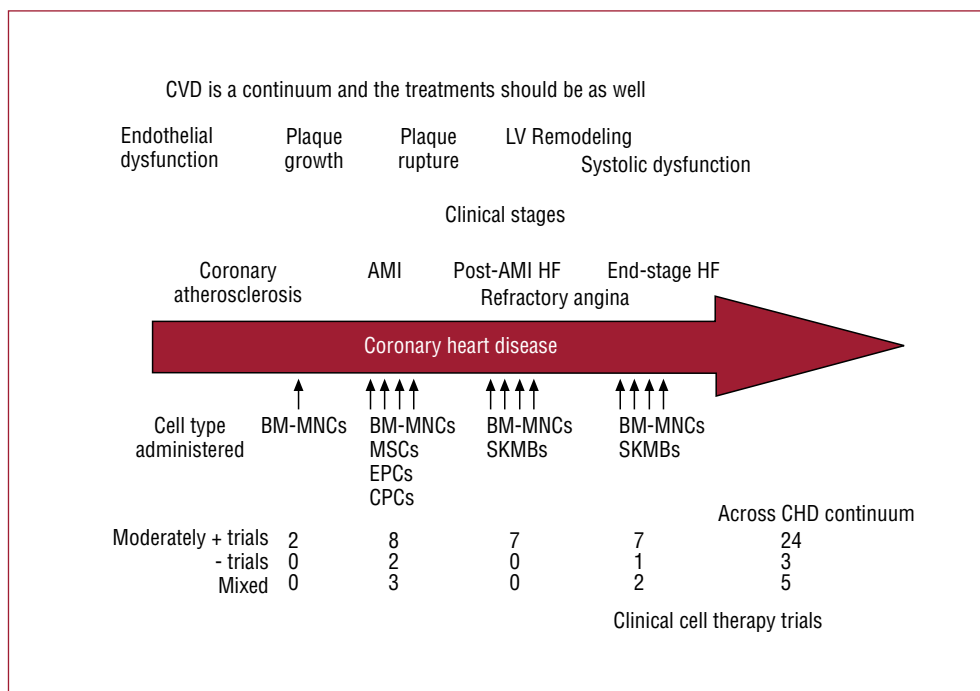 CVD is a continuum and the treatments should be as well
Endothelial dysfunction
Plaque growth
Plaque rupture
LV Remodeling
Systolic dysfunction
Clinical stages
Coronary atherosclerosis
AMI
Post-AMI HF
End-stage HF
Refractory angina
Coronary heart disease
Cell type administered
BM-MNCs
BM-MNCs
MSCs
EPCs
CPCs
BM-MNCs
SKMBs
BM-MNCs
SKMBs
Across CHD continuum
Moderately + trials 2 8 7 7 24
- trials 0 2 0 1 3
Mixed 0 3 0 2 5
Clinical cell therapy trials